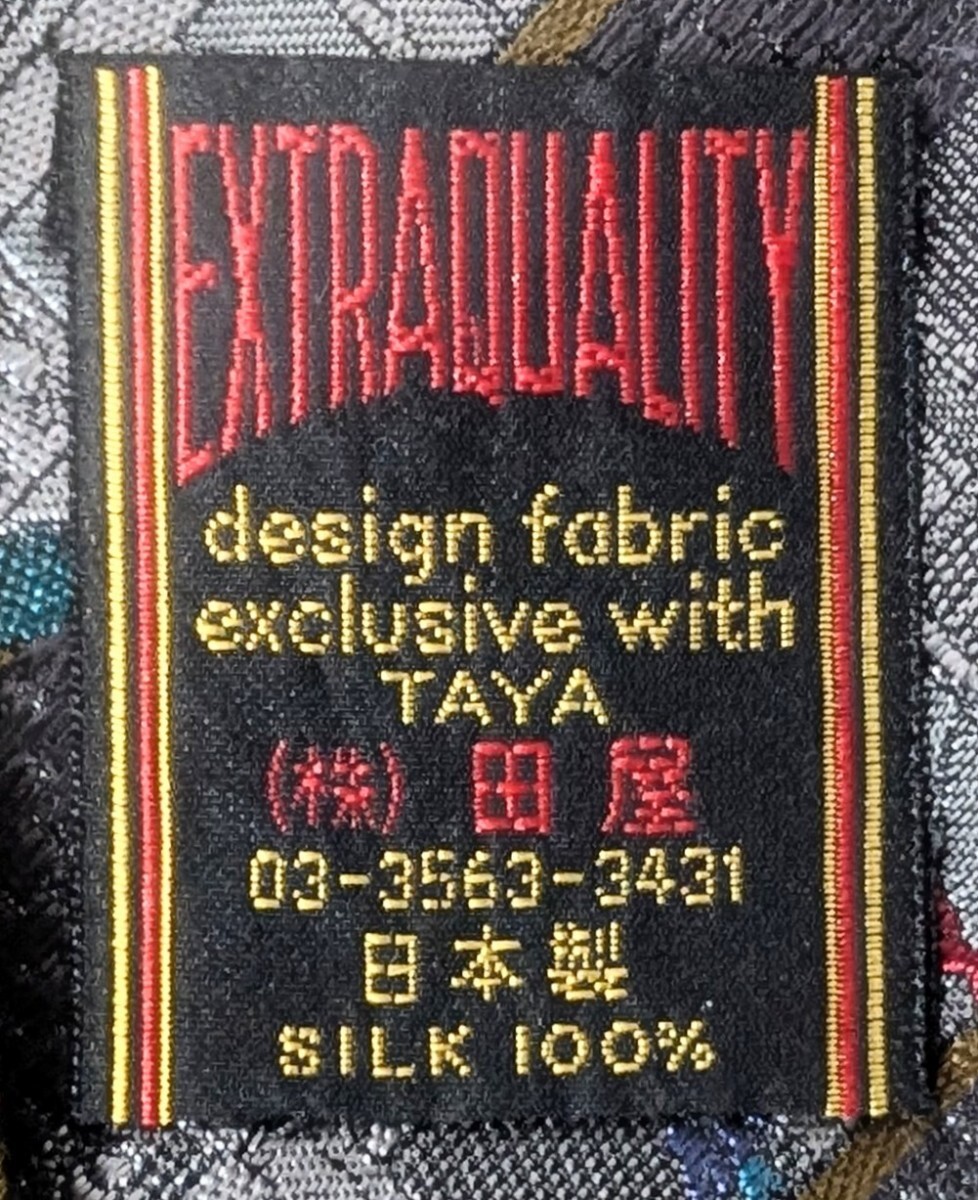 EXTRAQUALITY
design fabric
exclusive with
TAYA
(株) 田屋
03-3563-3431
日本製
SILK 100%